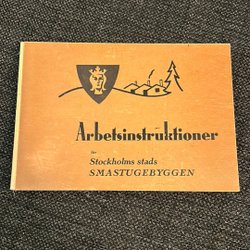 Arbetsinstruktioner
för
Stockholms stads
SMÅSTUGEBYGGEN